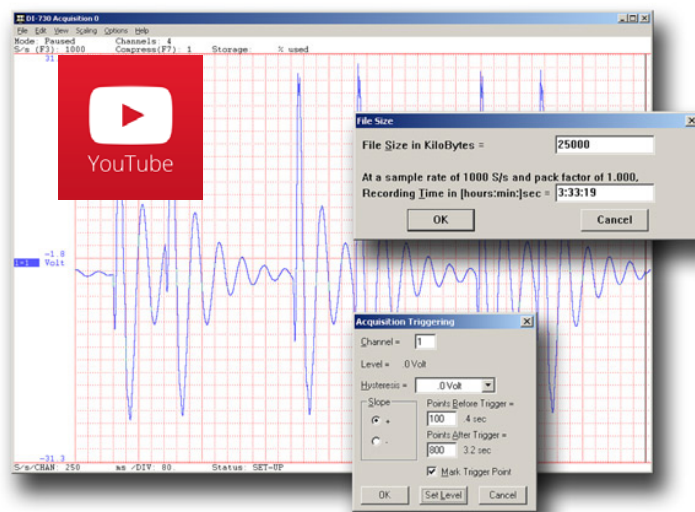 DI-730 Acquisition 0
File Edit View Scaling Options Help
Mode: Paused Channels: 4
S/s (F3): 1000 Compress(F7): 1 Storage: % used
31.
YouTube
-1.8
1=1 Volt
-31.3
S/s/CHAN: 250 ms /DIV: 80. Status: SET-UP
File Size
File Size in KiloBytes = 25000
At a sample rate of 1000 S/s and pack factor of 1.000,
Recording Time in [hours:min:]sec = 3:33:19
OK Cancel
Acquisition Triggering
Channel = 1
Level = .0 Volt
Hysteresis = .0 Volt
Slope
+
-
Points Before Trigger =
100 .4 sec
Points After Trigger =
800 3.2 sec
Mark Trigger Point
OK Set Level Cancel